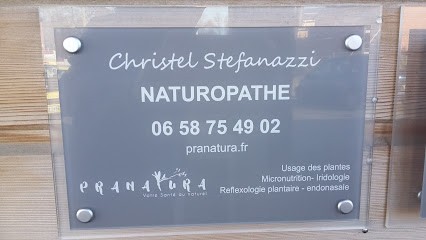 Christel Stefanazzi
NATUROPATHE
06 58 75 49 02
pranatura.fr
Usage des plantes
Micronutrition- Iridologie
Reflexologie plantaire - endonasale
PRANATURA
Votre Santé au naturel